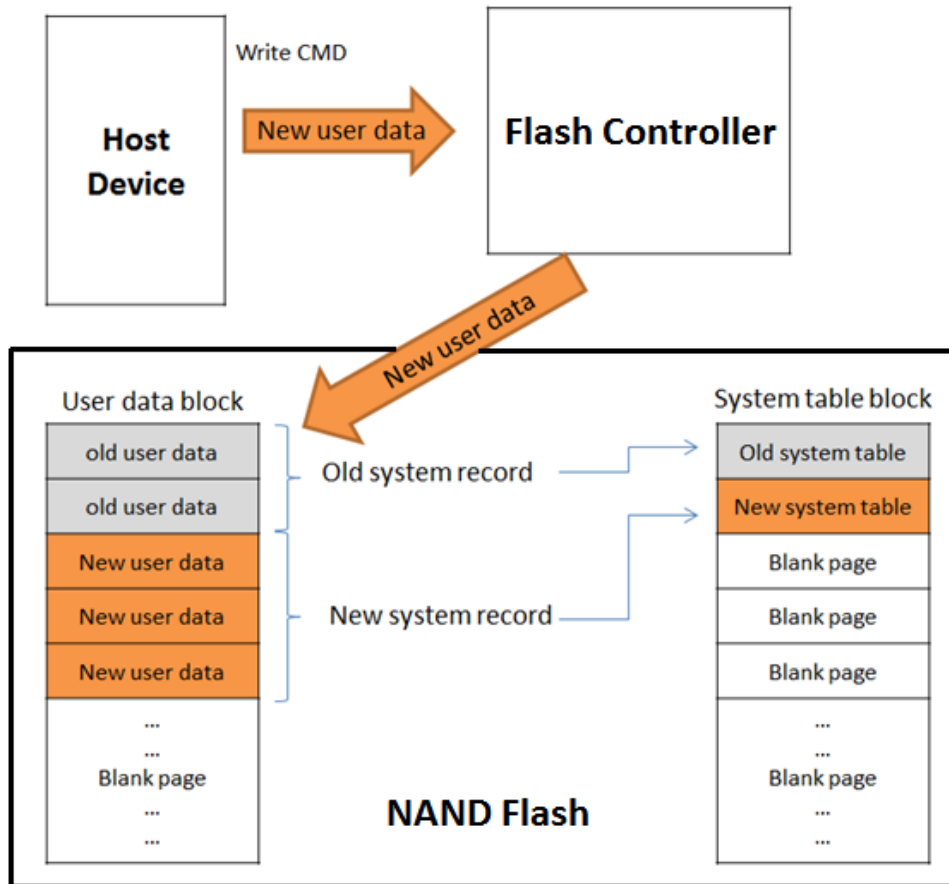 Write CMD
Host
Device
New user data
Flash Controller
New user data
User data block
old user data
old user data
New user data
New user data
New user data
...
...
Blank page
...
...
Old system record
New system record
System table block
Old system table
New system table
Blank page
Blank page
Blank page
...
...
Blank page
...
...
NAND Flash